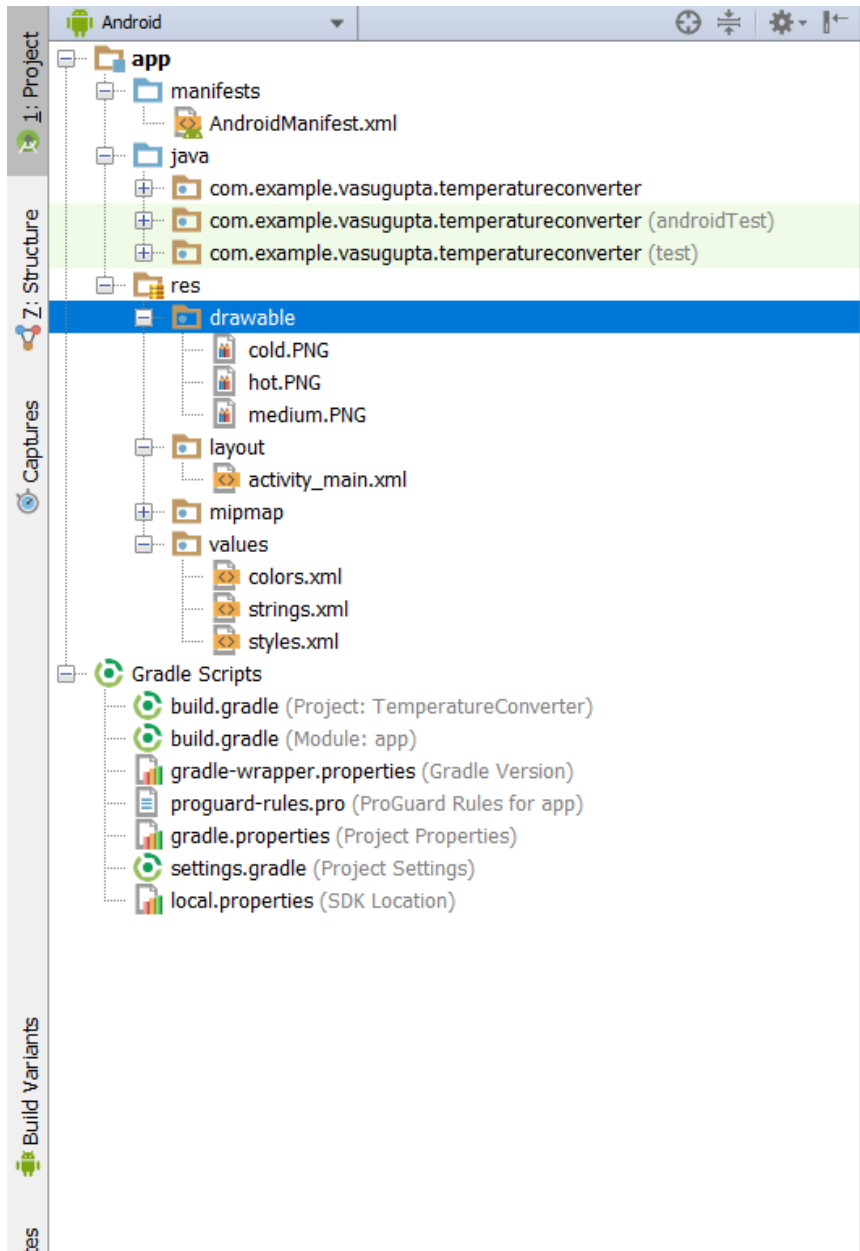 Android
app
manifests
AndroidManifest.xml
java
com.example.vasugupta.temperatureconverter
com.example.vasugupta.temperatureconverter (androidTest)
com.example.vasugupta.temperatureconverter (test)
res
drawable
cold.PNG
hot.PNG
medium.PNG
layout
activity_main.xml
mipmap
values
colors.xml
strings.xml
styles.xml
Gradle Scripts
build.gradle (Project: TemperatureConverter)
build.gradle (Module: app)
gradle-wrapper.properties (Gradle Version)
proguard-rules.pro (ProGuard Rules for app)
gradle.properties (Project Properties)
settings.gradle (Project Settings)
local.properties (SDK Location)
1: Project
Z: Structure
Captures
Build Variants